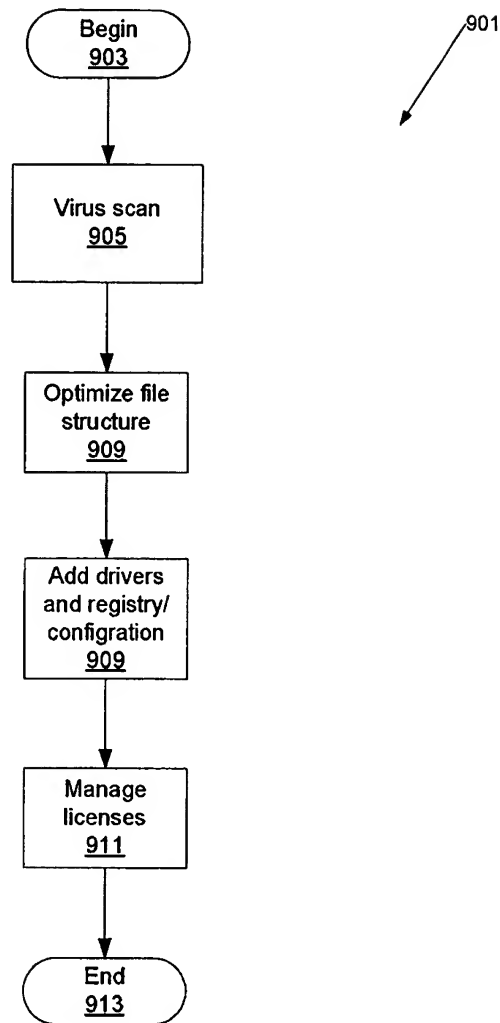 Begin
903
901
Virus scan
905
Optimize file
structure
909
Add drivers
and registry/
configration
909
Manage
licenses
911
End
913